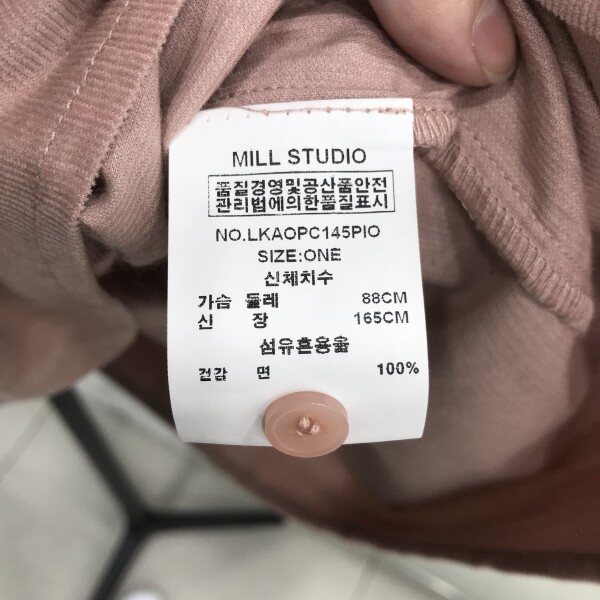 MILL STUDIO
품질경영및공산품안전
관리법에의한품질표시
NO.LKAOPC145PIO
SIZE:ONE
신체치수
가슴 둘레 88CM
신 장 165CM
섬유혼용율
겉감 면 100%